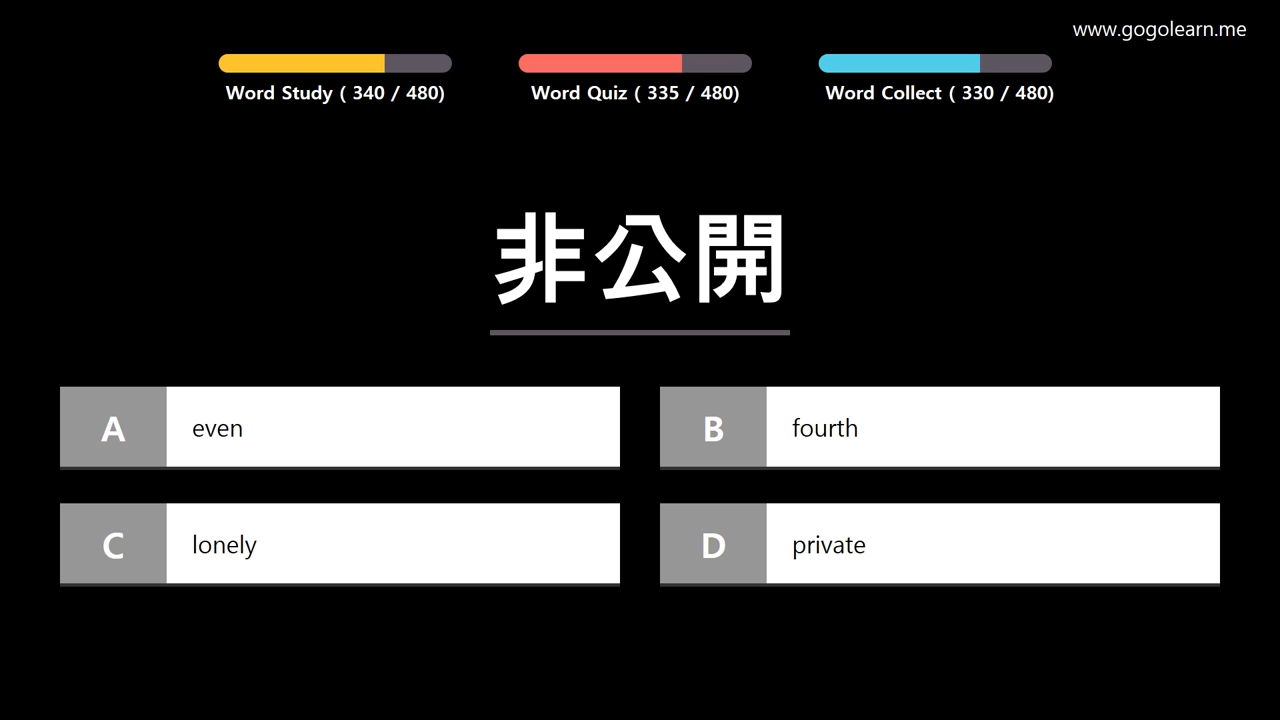 www.gogolearn.me
Word Study ( 340 / 480)
Word Quiz ( 335 / 480)
Word Collect ( 330 / 480)
非公開
A even
B fourth
C lonely
D private